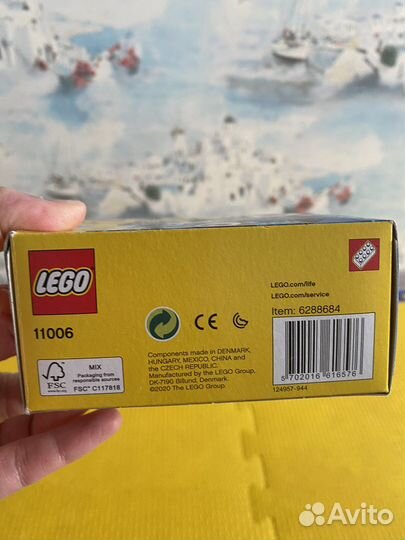 LEGO
11006
MIX
Packaging from
responsible sources
FSC
FSC® C117818
CE
Components made in DENMARK,
HUNGARY, MEXICO, CHINA and
the CZECH REPUBLIC.
Manufactured by the LEGO Group,
DK-7190 Billund, Denmark.
©2020 The LEGO Group.
LEGO.com/life
LEGO.com/service
Item: 6288684
5 702016 616576
124957-944
Avito